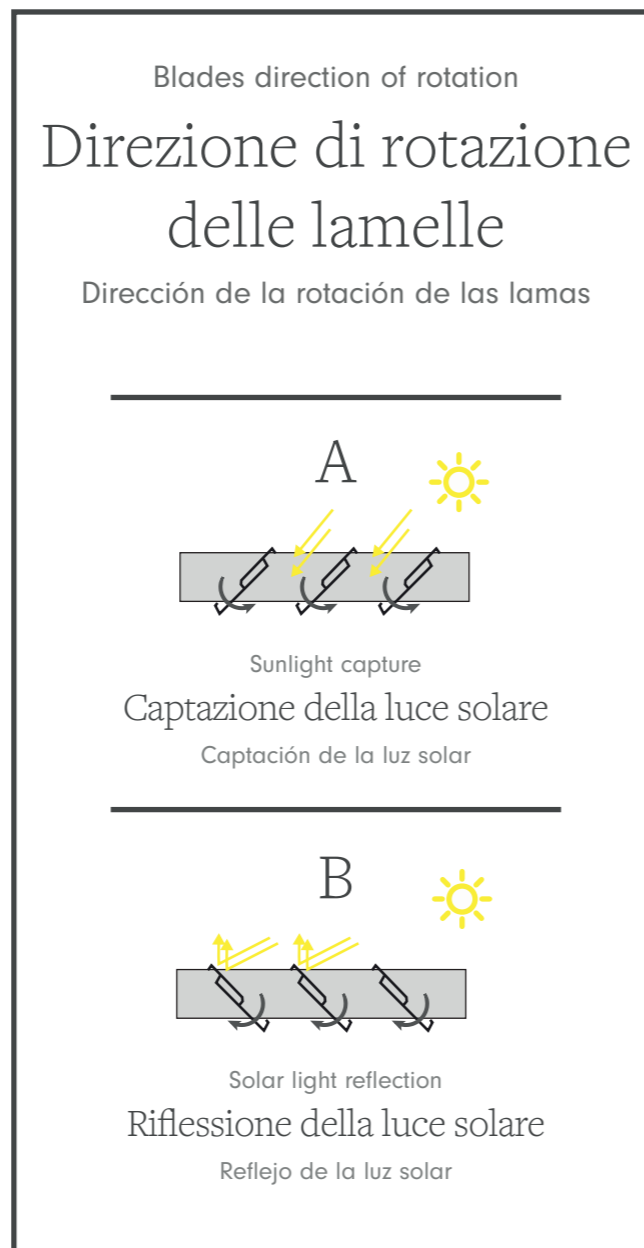 Blades direction of rotation
Direzione di rotazione
delle lamelle
Dirección de la rotación de las lamas
A
Sunlight capture
Captazione della luce solare
Captación de la luz solar
B
Solar light reflection
Riflessione della luce solare
Reflejo de la luz solar